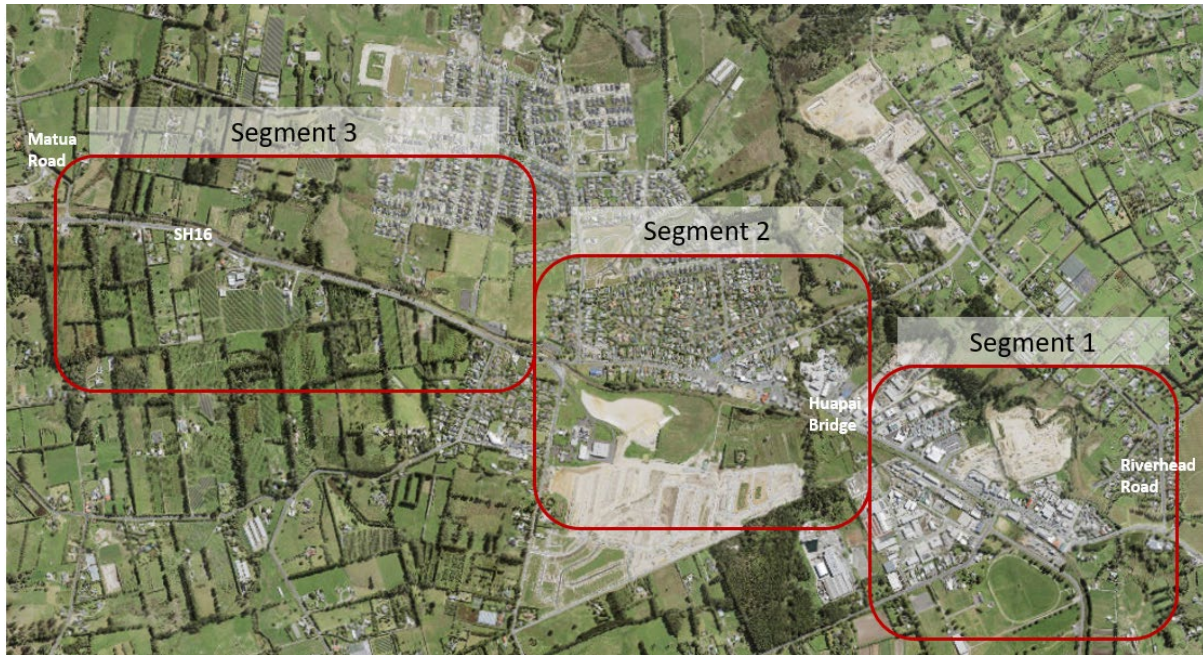 Segment 3
Matua
Road
SH16
Segment 2
Segment 1
Huapai
Bridge
Riverhead
Road